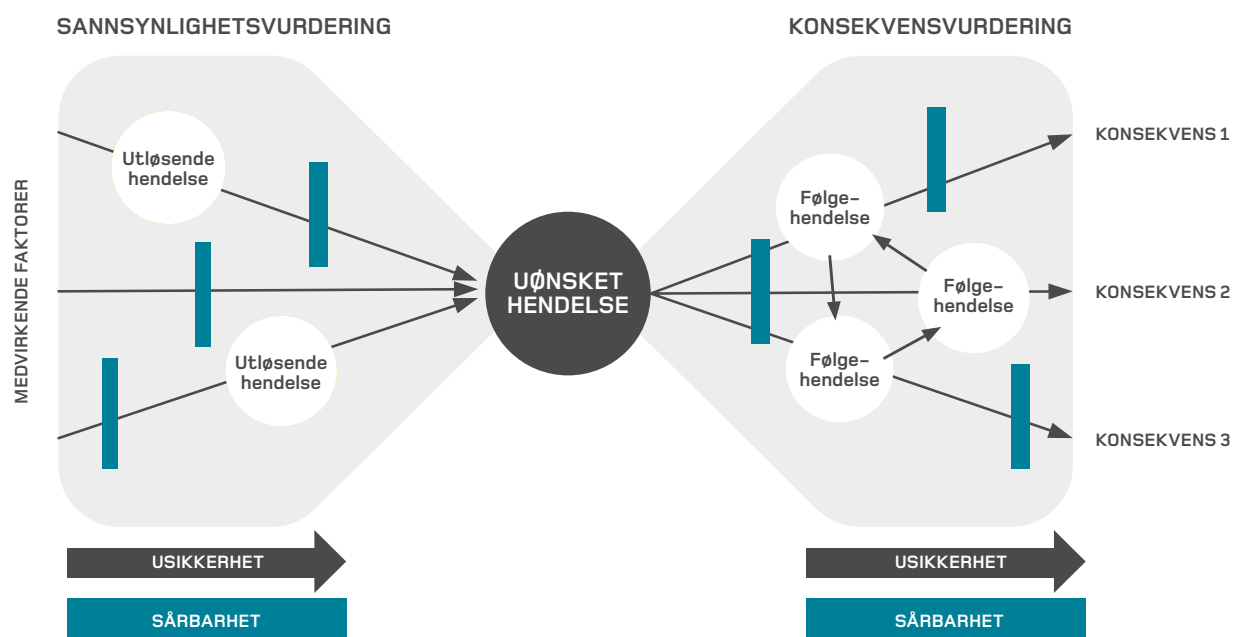 SANNSYNLIGHETSVURDERING
KONSEKVENSVURDERING
MEDVIRKENDE FAKTORER
Utløsende
hendelse
Utløsende
hendelse
UØNSKET
HENDELSE
Følge-
hendelse
Følge-
hendelse
Følge-
hendelse
KONSEKVENS 1
KONSEKVENS 2
KONSEKVENS 3
USIKKERHET
SÅRBARHET
USIKKERHET
SÅRBARHET